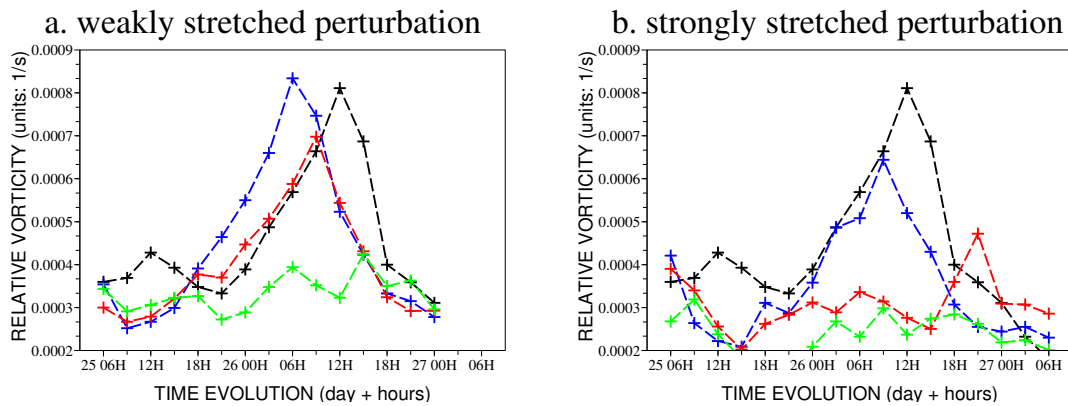 a. weakly stretched perturbation
0.0009
0.0008
0.0007
0.0006
0.0005
0.0004
0.0003
0.0002
RELATIVE VORTICITY (units: 1/s)
25 06H 12H 18H 26 00H 06H 12H 18H 27 00H 06H
TIME EVOLUTION (day + hours)
b. strongly stretched perturbation
0.0009
0.0008
0.0007
0.0006
0.0005
0.0004
0.0003
0.0002
RELATIVE VORTICITY (units: 1/s)
25 06H 12H 18H 26 00H 06H 12H 18H 27 00H 06H
TIME EVOLUTION (day + hours)